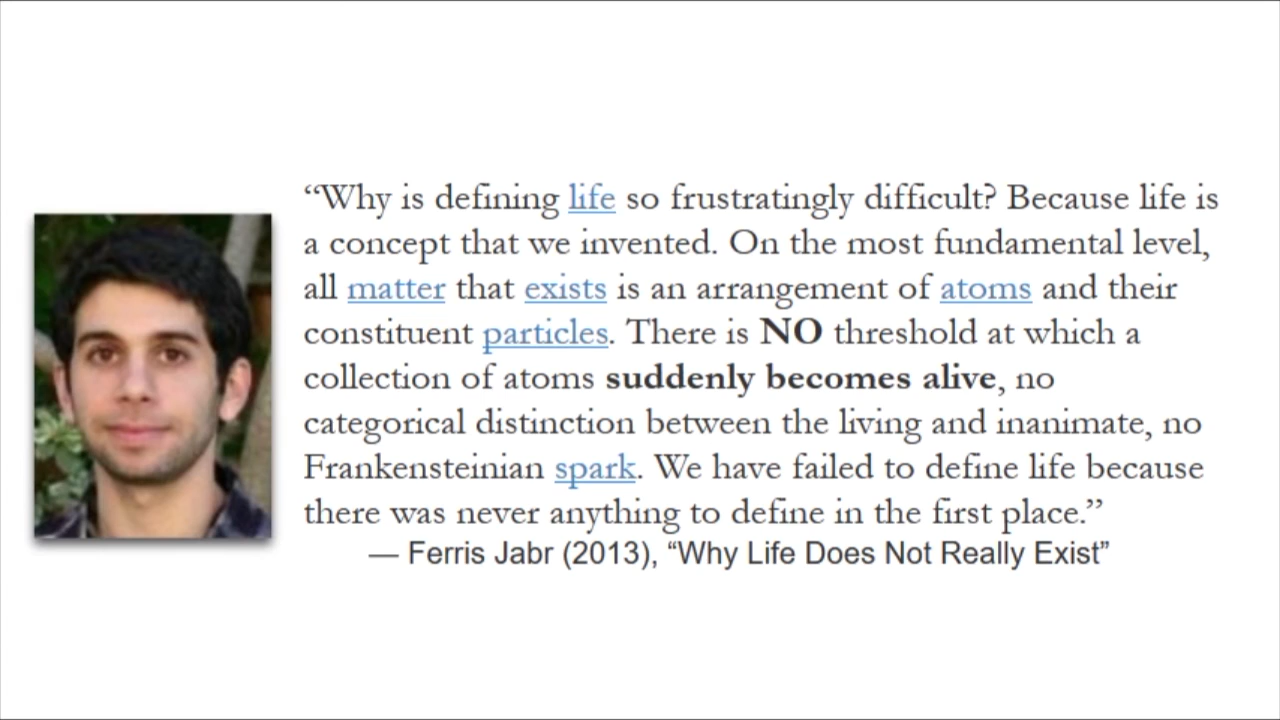 “Why is defining life so frustratingly difficult? Because life is
a concept that we invented. On the most fundamental level,
all matter that exists is an arrangement of atoms and their
constituent particles. There is NO threshold at which a
collection of atoms suddenly becomes alive, no
categorical distinction between the living and inanimate, no
Frankensteinian spark. We have failed to define life because
there was never anything to define in the first place.”
— Ferris Jabr (2013), “Why Life Does Not Really Exist”